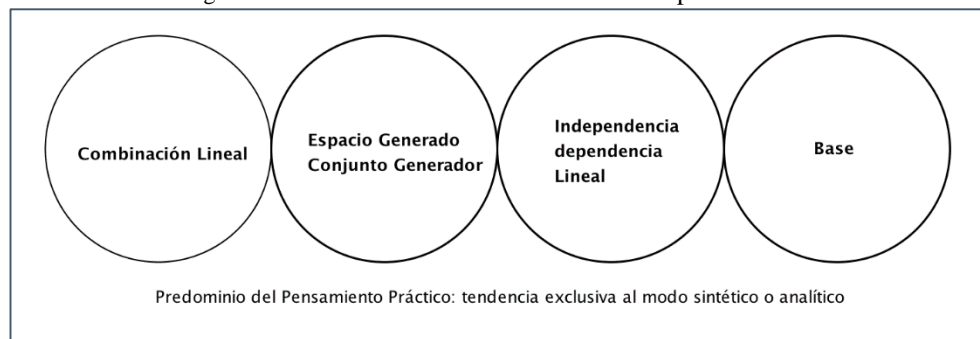 Combinación Lineal
Espacio Generado
Conjunto Generador
Independencia
dependencia
Lineal
Base
Predominio del Pensamiento Práctico: tendencia exclusiva al modo sintético o analítico